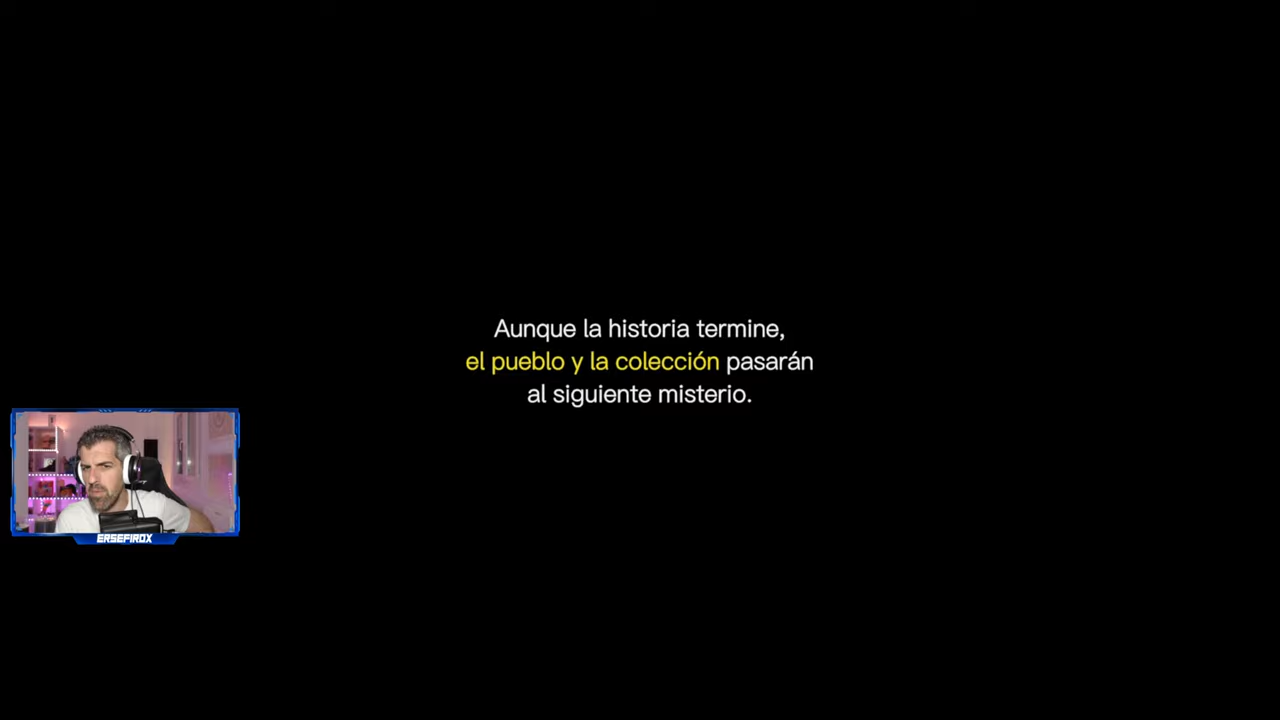 Aunque la historia termine,
el pueblo y la colección pasarán
al siguiente misterio.
ERSEFIROX